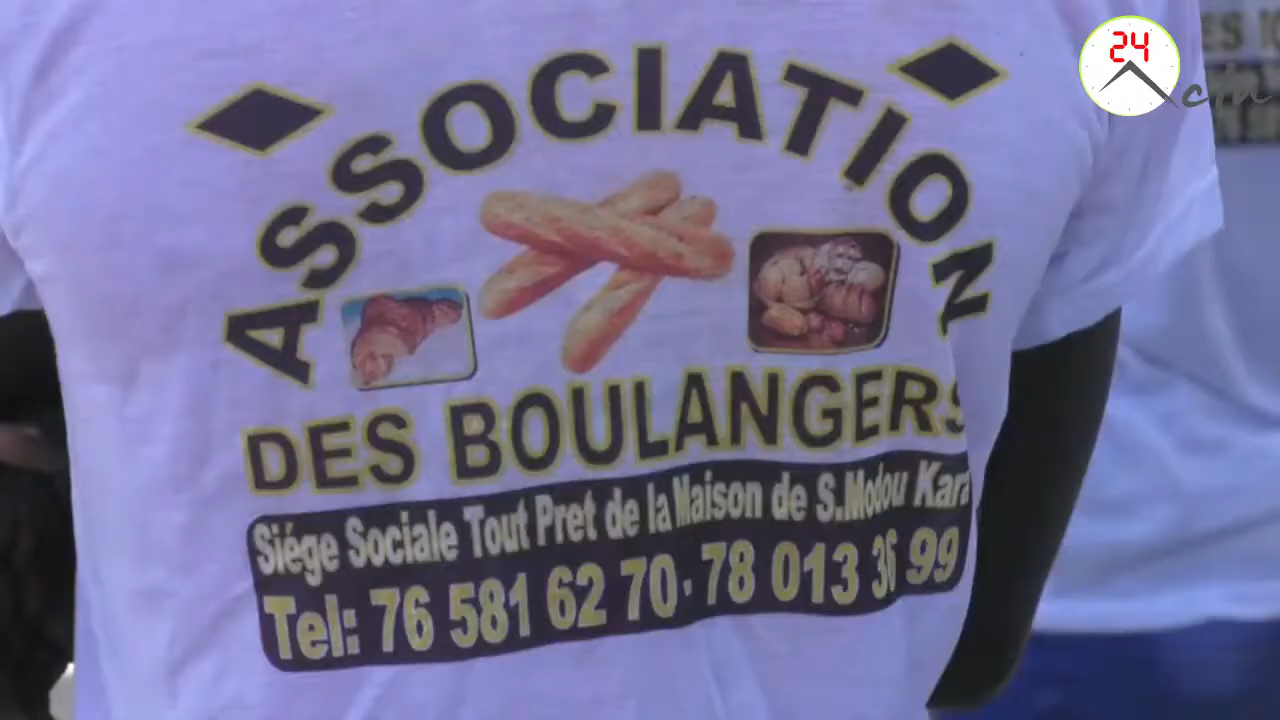 24
ASSOCIATION
DES BOULANGERS
Siége Sociale Tout Pret de la Maison de S.Modou Kara
Tel: 76 581 62 70 · 78 013 36 99